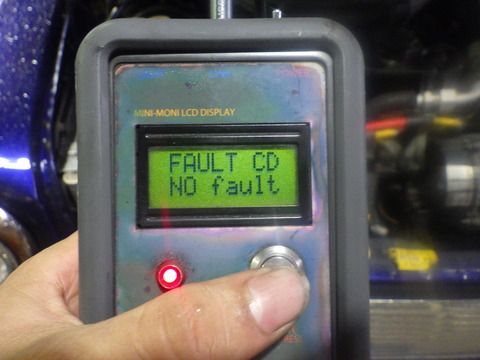 MINI-MONI LCD DISPLAY
FAULT CD
NO fault